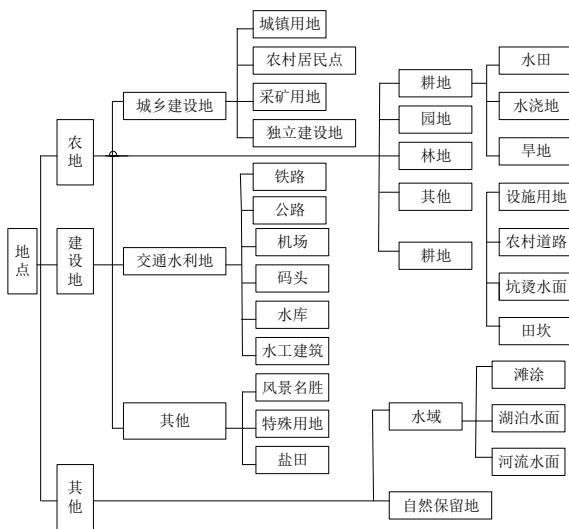 地点
农地
建设地
其他
城乡建设地
城镇用地
农村居民点
采矿用地
独立建设地
交通水利地
铁路
公路
机场
码头
水库
水工建筑
其他
风景名胜
特殊用地
盐田
耕地
水田
水浇地
旱地
园地
林地
其他
设施用地
农村道路
坑烫水面
田坎
耕地
水域
滩涂
湖泊水面
河流水面
自然保留地